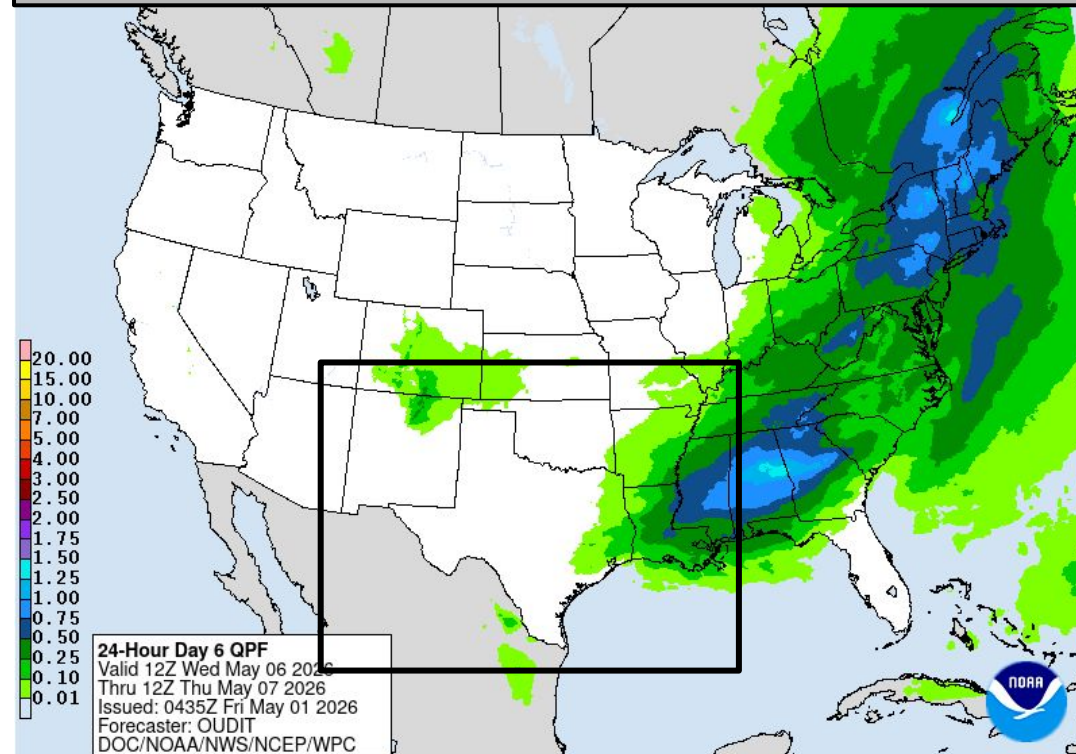 20.00
15.00
10.00
7.00
5.00
4.00
3.00
2.50
2.00
1.75
1.50
1.25
1.00
0.75
0.50
0.25
0.10
0.01
24-Hour Day 6 QPF
Valid 12Z Wed May 06 2026
Thru 12Z Thu May 07 2026
Issued: 0435Z Fri May 01 2026
Forecaster: OUDIT
DOC/NOAA/NWS/NCEP/WPC
NOAA